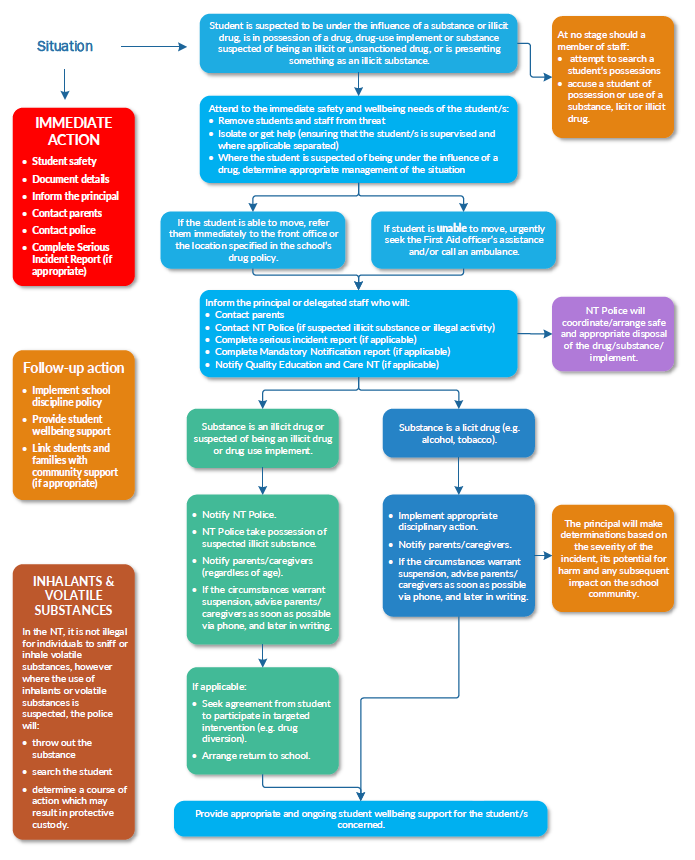 Situation
Student is suspected to be under the influence of a substance or illicit
drug, is in possession of a drug, drug-use implement or substance
suspected of being an illicit or unsanctioned drug, or is presenting
something as an illicit substance.
At no stage should a
member of staff:
• attempt to search a
student's possessions
• accuse a student of
possession or use of a
substance, licit or illicit
drug.
IMMEDIATE
ACTION
• Student safety
• Document details
• Inform the principal
• Contact parents
• Contact police
• Complete Serious
Incident Report (if
appropriate)
Attend to the immediate safety and wellbeing needs of the student/s:
• Remove students and staff from threat
• Isolate or get help (ensuring that the student/s is supervised and
where applicable separated)
• Where the student is suspected of being under the influence of a
drug, determine appropriate management of the situation
If the student is able to move, refer
them immediately to the front office or
the location specified in the school's
drug policy.
If student is unable to move, urgently
seek the First Aid officer's assistance
and/or call an ambulance.
Inform the principal or delegated staff who will:
• Contact parents
• Contact NT Police (if suspected illicit substance or illegal activity)
• Complete serious incident report (if applicable)
• Complete Mandatory Notification report (if applicable)
• Notify Quality Education and Care NT (if applicable)
NT Police will
coordinate/arrange safe
and appropriate disposal
of the drug/substance/
implement.
Follow-up action
• Implement school
discipline policy
• Provide student
wellbeing support
• Link students and
families with
community support
(if appropriate)
Substance is an illicit drug or
suspected of being an illicit drug
or drug use implement.
Substance is a licit drug (e.g.
alcohol, tobacco).
• Notify NT Police.
• NT Police take possession of
suspected illicit substance.
• Notify parents/caregivers
(regardless of age).
• If the circumstances warrant
suspension, advise parents/
caregivers as soon as possible
via phone, and later in writing.
• Implement appropriate
disciplinary action.
• Notify parents/caregivers.
• If the circumstances warrant
suspension, advise parents/
caregivers as soon as possible
via phone, and later in writing.
The principal will make
determinations based on
the severity of the
incident, its potential for
harm and any subsequent
impact on the school
community.
INHALANTS &
VOLATILE
SUBSTANCES
In the NT, it is not illegal
for individuals to sniff or
inhale volatile
substances, however
where the use of
inhalants or volatile
substances is
suspected, the police
will:
• throw out the
substance
• search the student
• determine a course of
action which may
result in protective
custody.
If applicable:
• Seek agreement from student
to participate in targeted
intervention (e.g. drug
diversion).
• Arrange return to school.
Provide appropriate and ongoing student wellbeing support for the student/s
concerned.